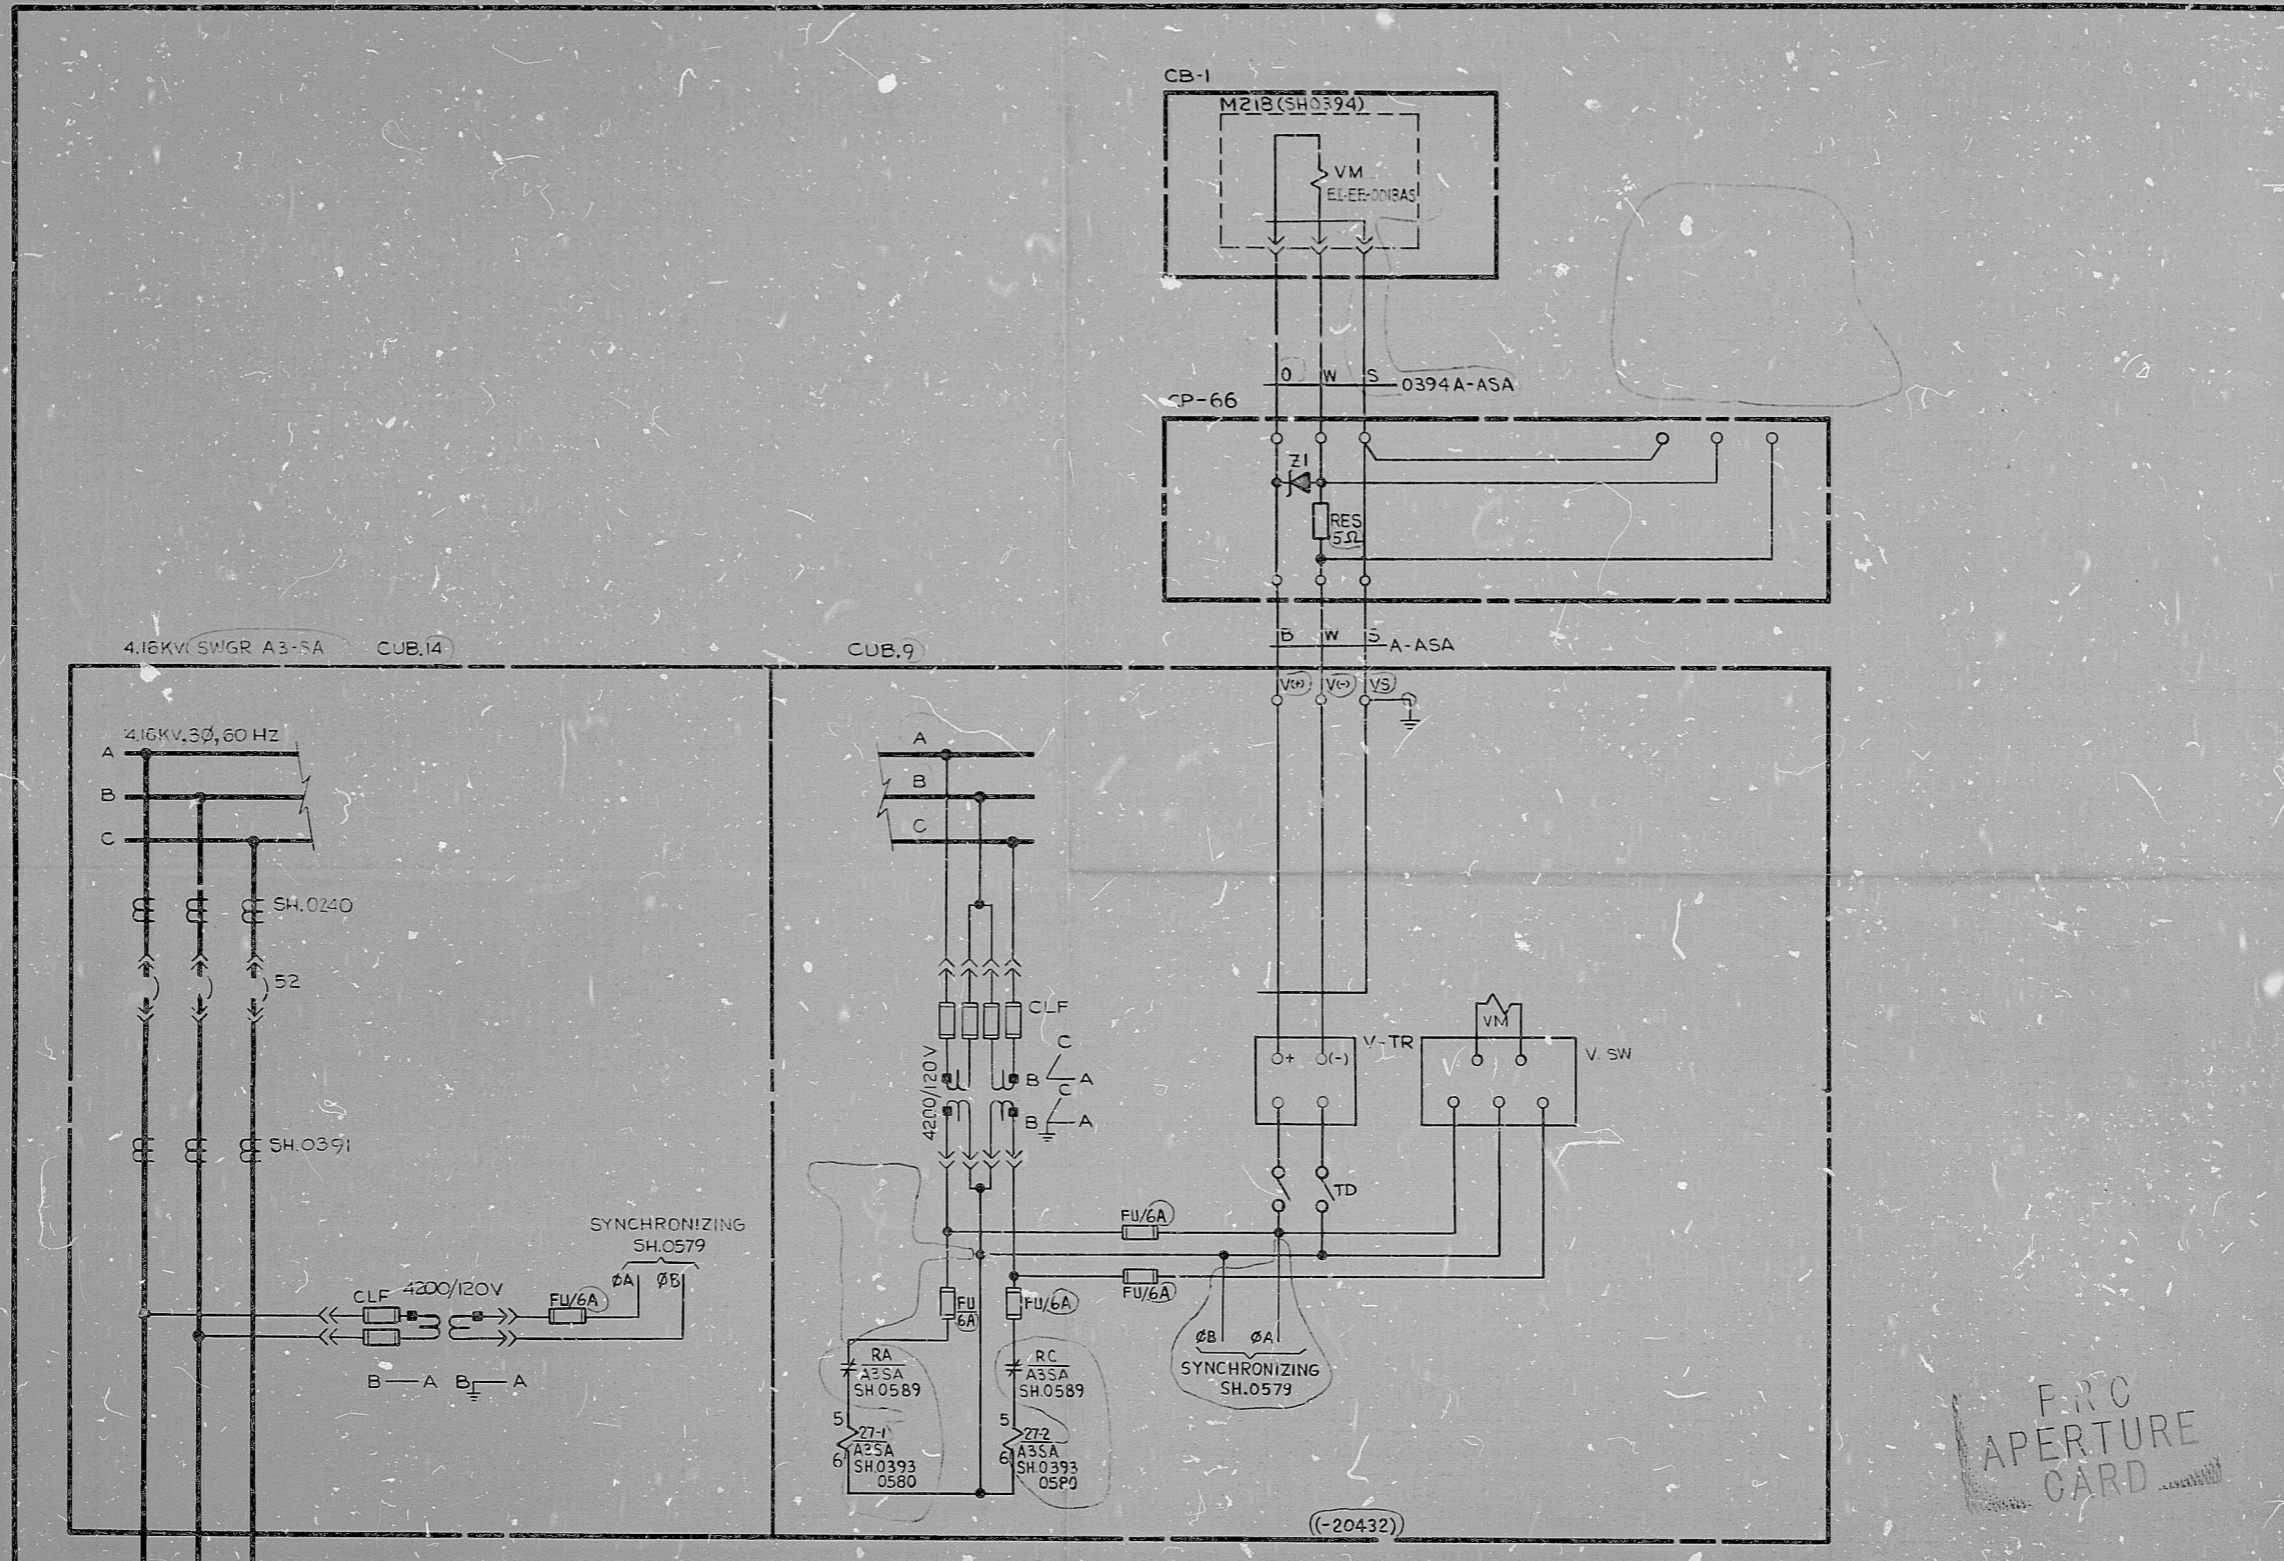 CB-1
M218(SH0394)
VM
O W S 0394A-ASA
CP-66
Z1
RES
5Ω
B W S A-ASA
4.16KV SWGR A3-SA CUB.14
CUB.9
V(+) V(-) VS
4.16KV,3Ø,60 HZ
A
B
C
A
B
C
SH.0240
52
CLF
4200/120V
C
B A
C
B A
V-TR
+ (-)
VM
V. SW
TD
SH.0391
SYNCHRONIZING
SH.0579
ØA ØB
CLF 4200/120V
FU/6A
B A B A
FU/6A
FU/6A
FU
6A
FU/6A
RA
A3SA
SH.0589
5
27-1
6
A3SA
SH.0393
0580
RC
A3SA
SH.0589
5
27-2
6
A3SA
SH.0393
0580
ØB ØA
SYNCHRONIZING
SH.0579
((-20432))
APERTURE
CARD